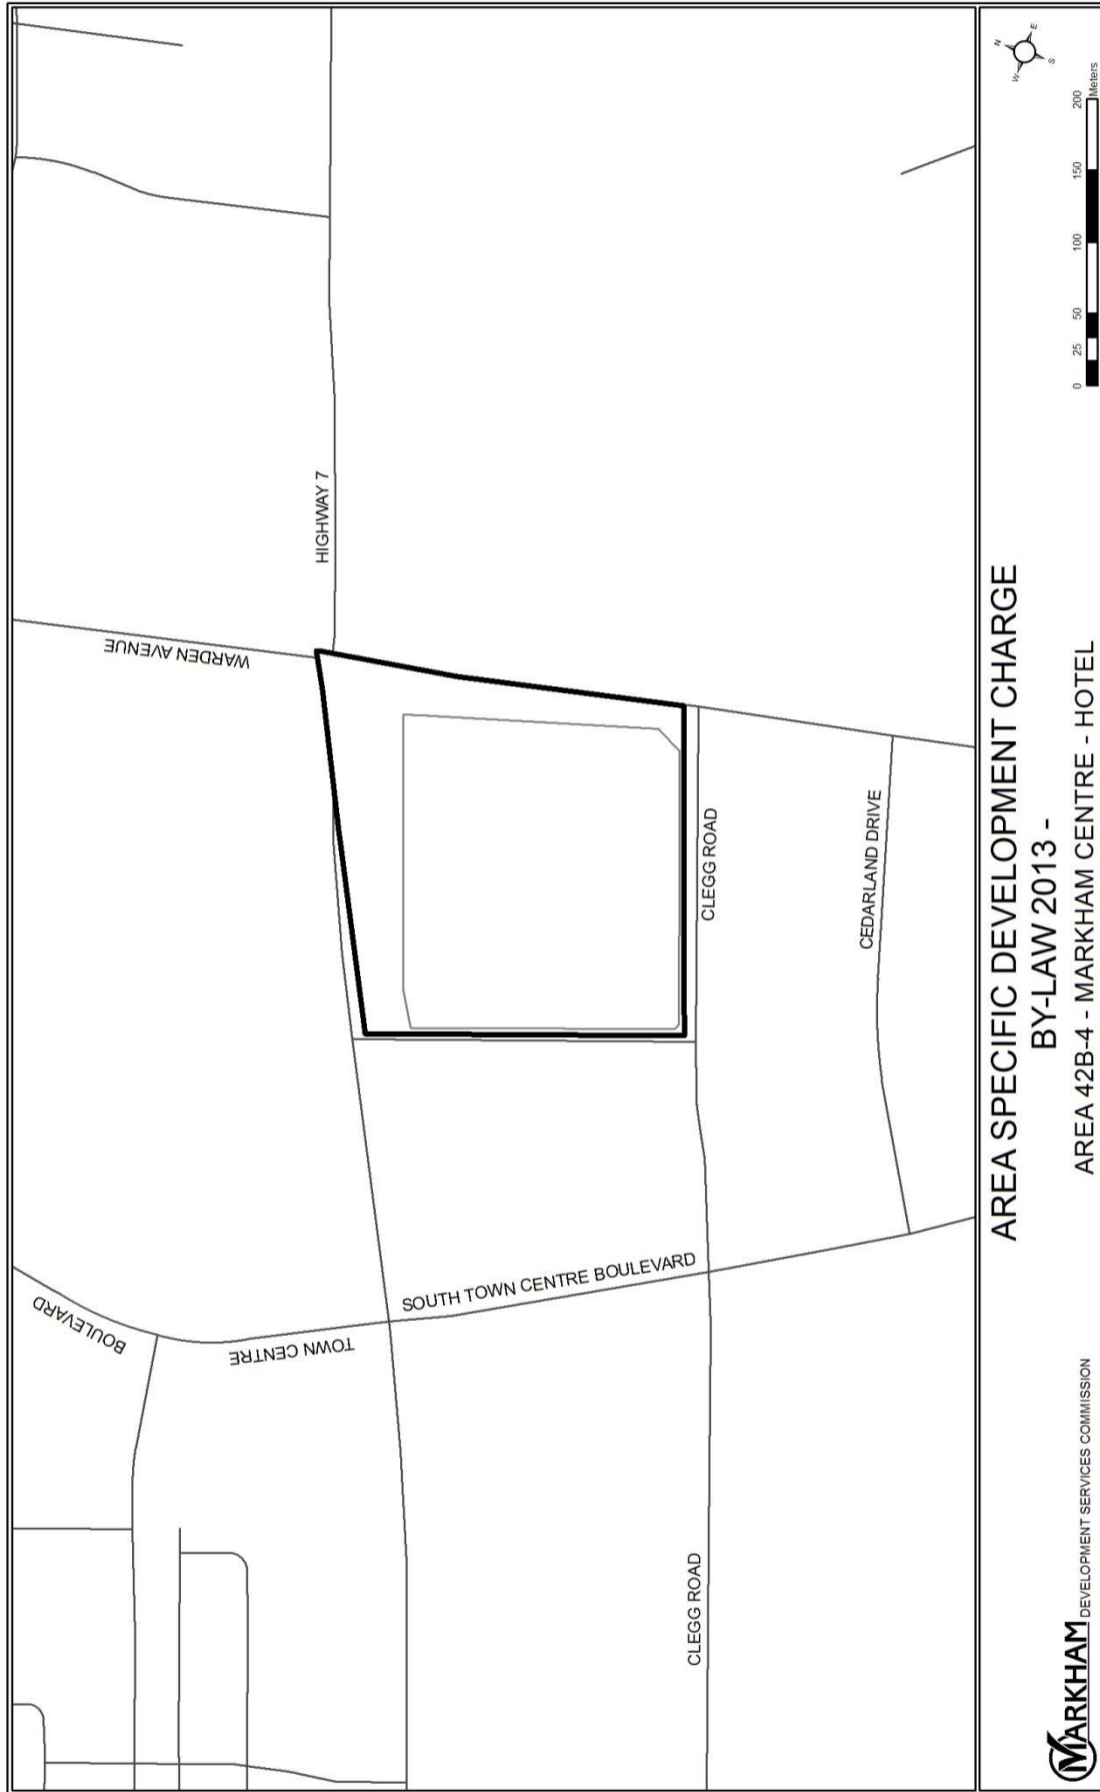 BOULEVARD
TOWN CENTRE
WARDEN AVENUE
HIGHWAY 7
SOUTH TOWN CENTRE BOULEVARD
CLEGG ROAD
CLEGG ROAD
CEDARLAND DRIVE
AREA SPECIFIC DEVELOPMENT CHARGE
BY-LAW 2013 -
AREA 42B-4 - MARKHAM CENTRE - HOTEL
MARKHAM DEVELOPMENT SERVICES COMMISSION
N
E
S
W
0 25 50 100 150 200
Meters